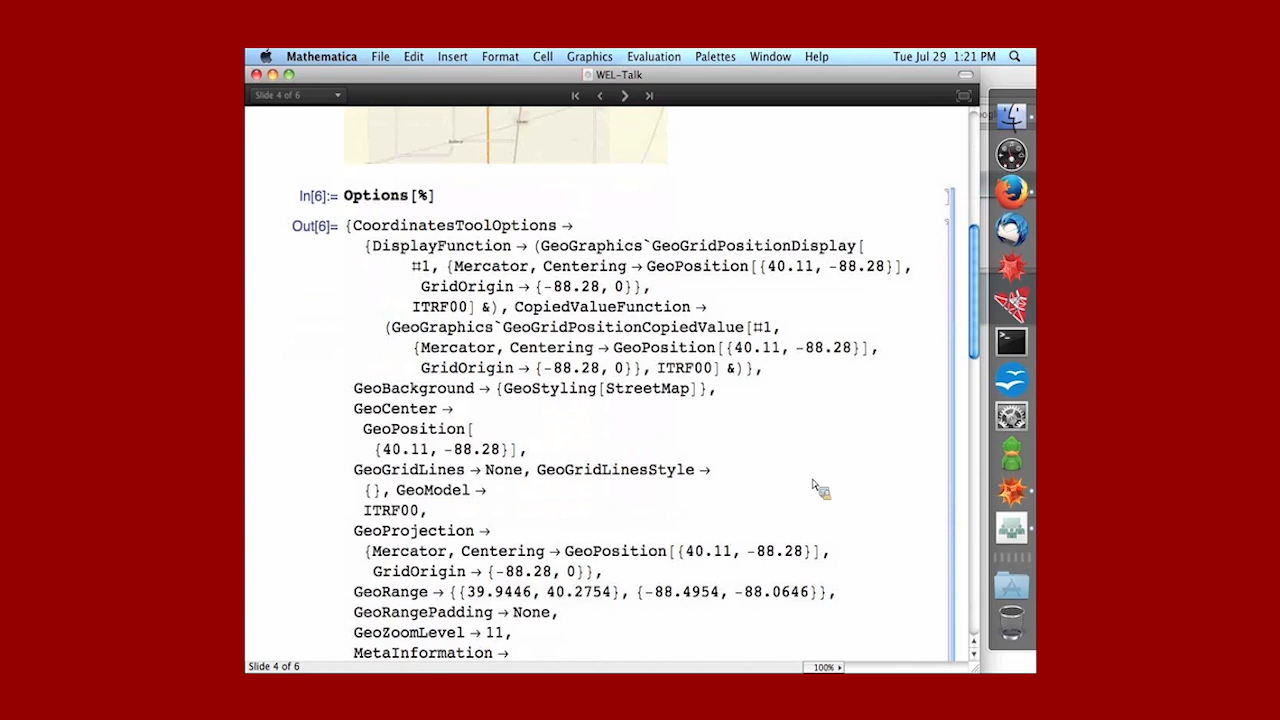 Mathematica File Edit Insert Format Cell Graphics Evaluation Palettes Window Help Tue Jul 29 1:21 PM
WEL-Talk
Slide 4 of 6
In[6]:= Options[%]
Out[6]= {CoordinatesToolOptions →
{DisplayFunction → (GeoGraphics`GeoGridPositionDisplay[
#1, {Mercator, Centering → GeoPosition[{40.11, -88.28}],
GridOrigin → {-88.28, 0}},
ITRF00] &), CopiedValueFunction →
(GeoGraphics`GeoGridPositionCopiedValue[#1,
{Mercator, Centering → GeoPosition[{40.11, -88.28}],
GridOrigin → {-88.28, 0}}, ITRF00] &)},
GeoBackground → {GeoStyling[StreetMap]},
GeoCenter →
GeoPosition[
{40.11, -88.28}],
GeoGridLines → None, GeoGridLinesStyle →
{}, GeoModel →
ITRF00,
GeoProjection →
{Mercator, Centering → GeoPosition[{40.11, -88.28}],
GridOrigin → {-88.28, 0}},
GeoRange → {{39.9446, 40.2754}, {-88.4954, -88.0646}},
GeoRangePadding → None,
GeoZoomLevel → 11,
MetaInformation →
Slide 4 of 6 100%